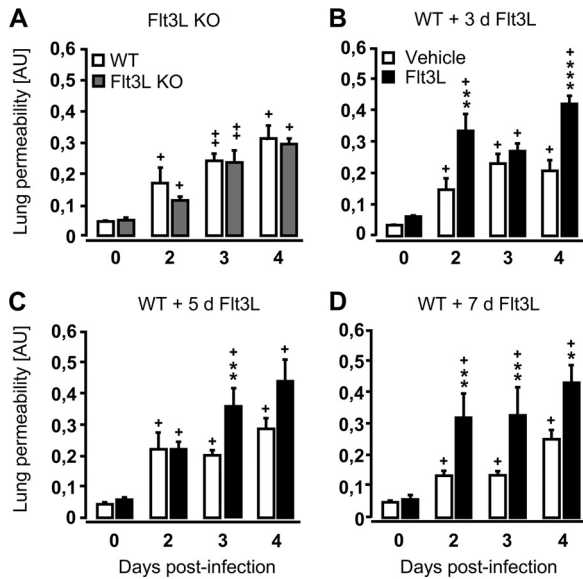 A Flt3L KO
Lung permeability [AU]
0,6
0,5
0,4
0,3
0,2
0,1
0
WT
Flt3L KO
+ + ++ ++ + +
0 2 3 4
B WT + 3 d Flt3L
0,6
0,5
0,4
0,3
0,2
0,1
0
Vehicle
Flt3L
+ +** + + + +***
0 2 3 4
C WT + 5 d Flt3L
Lung permeability [AU]
0,6
0,5
0,4
0,3
0,2
0,1
0
+ + + +** + +
0 2 3 4
Days post-infection
D WT + 7 d Flt3L
0,6
0,5
0,4
0,3
0,2
0,1
0
+ +** + +** + +**
0 2 3 4
Days post-infection